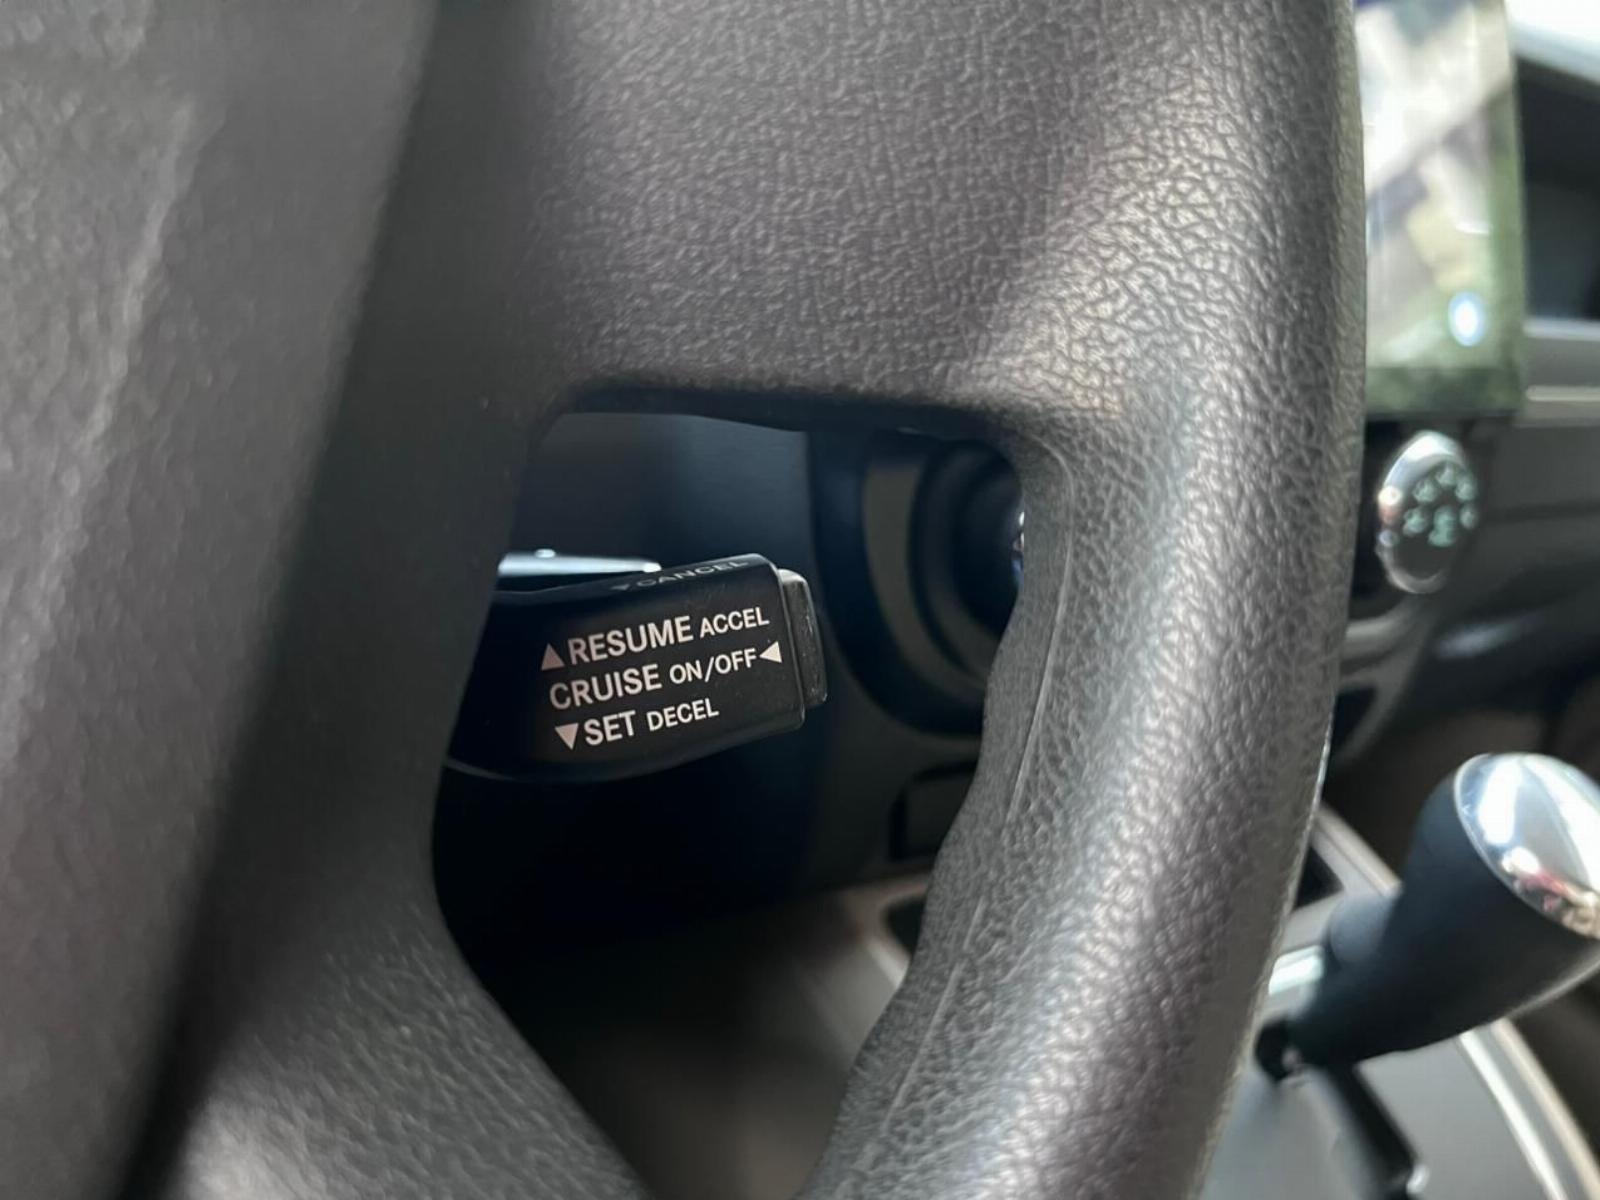 ▼CANCEL
▲RESUME ACCEL
CRUISE ON/OFF◀
▼SET DECEL